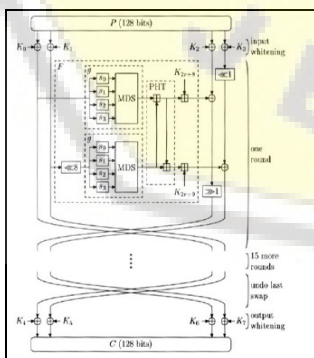 P (128 bits)
K₀ K₁ K₂ K₃
input whitening
F
g
≪1
S₀
S₁
S₂
S₃
MDS
PHT
K₂ᵣ₊₈
one round
g
≪8
S₀
S₁
S₂
S₃
MDS
K₂ᵣ₊₉
≫1
15 more rounds
undo last swap
K₄ K₅ K₆ K₇
output whitening
C (128 bits)